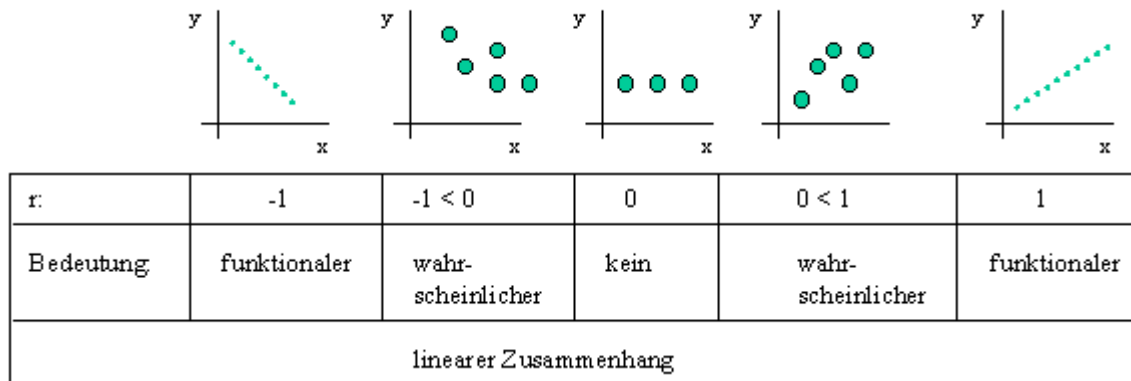 y y y y y
x x x x x
r: -1 -1 < 0 0 0 < 1 1
Bedeutung: funktionaler wahr- kein wahr- funktionaler
scheinlicher scheinlicher
linearer Zusammenhang